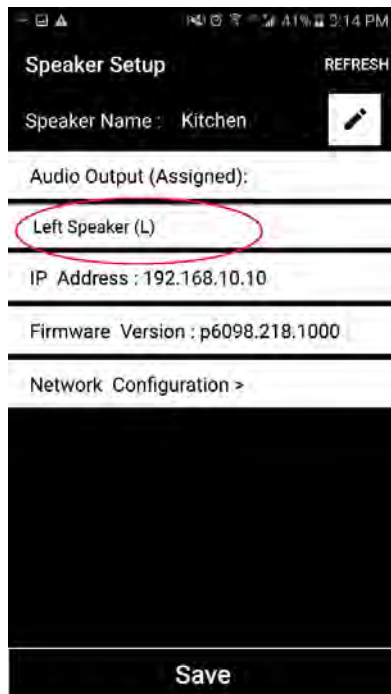 41% 3:14 PM
Speaker Setup
REFRESH
Speaker Name : Kitchen
Audio Output (Assigned):
Left Speaker (L)
IP Address : 192.168.10.10
Firmware Version : p6098.218.1000
Network Configuration >
Save